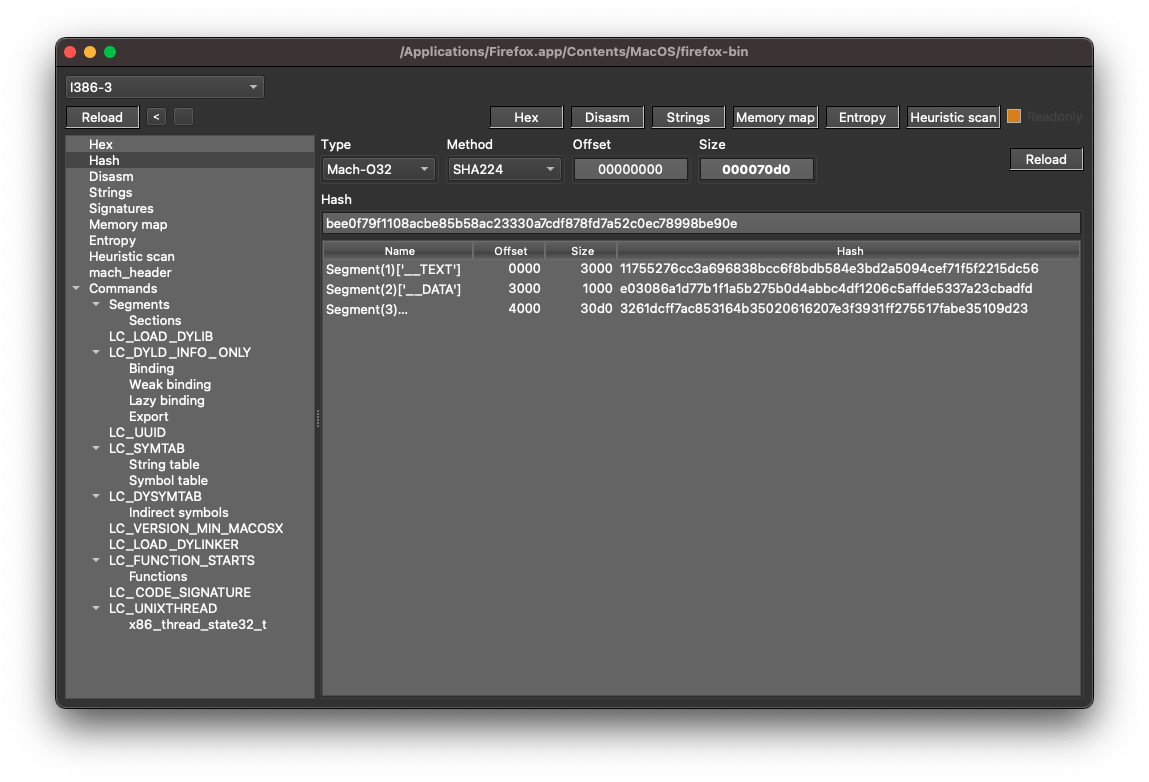 /Applications/Firefox.app/Contents/MacOS/firefox-bin
I386-3
Reload < Hex Disasm Strings Memory map Entropy Heuristic scan Readonly
Hex
Hash
Disasm
Strings
Signatures
Memory map
Entropy
Heuristic scan
mach_header
Commands
Segments
Sections
LC_LOAD_DYLIB
LC_DYLD_INFO_ONLY
Binding
Weak binding
Lazy binding
Export
LC_UUID
LC_SYMTAB
String table
Symbol table
LC_DYSYMTAB
Indirect symbols
LC_VERSION_MIN_MACOSX
LC_LOAD_DYLINKER
LC_FUNCTION_STARTS
Functions
LC_CODE_SIGNATURE
LC_UNIXTHREAD
x86_thread_state32_t
Type Method Offset Size
Mach-O32 SHA224 00000000 000070d0 Reload
Hash
bee0f79f1108acbe85b58ac23330a7cdf878fd7a52c0ec78998be90e
Name Offset Size Hash
Segment(1)['__TEXT'] 0000 3000 11755276cc3a696838bcc6f8bdb584e3bd2a5094cef71f5f2215dc56
Segment(2)['__DATA'] 3000 1000 e03086a1d77b1f1a5b275b0d4abbc4df1206c5affde5337a23cbadfd
Segment(3)... 4000 30d0 3261dcff7ac853164b35020616207e3f3931ff275517fabe35109d23